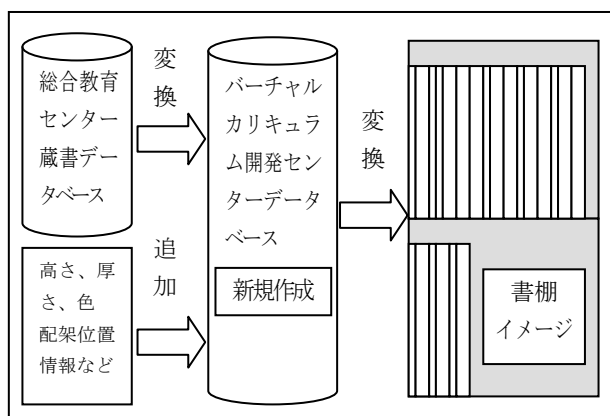 総合教育
センター
蔵書デー
タベース
変
換
高さ、厚
さ、色
配架位置
情報など
追
加
バーチャル
カリキュラ
ム開発セン
ターデータ
ベース
新規作成
変
換
書棚
イメージ